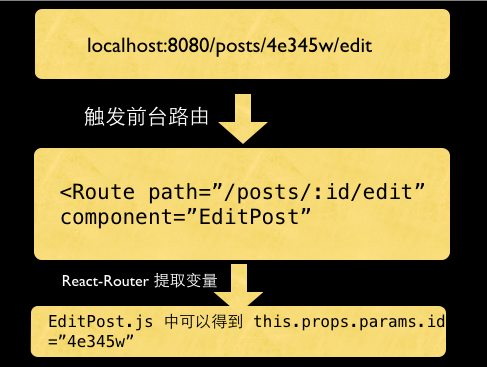 localhost:8080/posts/4e345w/edit
触发前台路由
<Route path=”/posts/:id/edit”
component=”EditPost”
React-Router 提取变量
EditPost.js 中可以得到 this.props.params.id
=”4e345w”